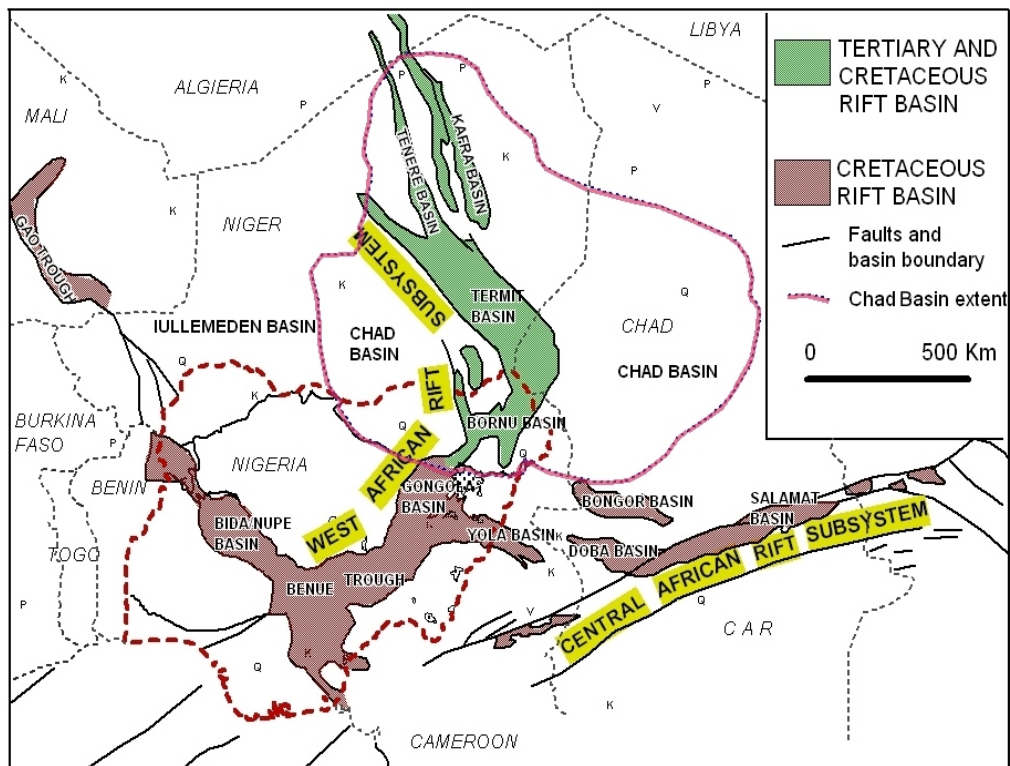 LIBYA
ALGIERIA
MALI
NIGER
CHAD
NIGERIA
BURKINA
FASO
BENIN
TOGO
CAMEROON
CAR
GAO TROUGH
IULLEMEDEN BASIN
TENERE BASIN
KAFRA BASIN
TERMIT
BASIN
CHAD
BASIN
CHAD BASIN
BORNU BASIN
GONGOLA
BASIN
YOLA BASIN
BIDA/NUPE
BASIN
BENUE TROUGH
BONGOR BASIN
DOBA BASIN
SALAMAT
BASIN
WEST AFRICAN RIFT SUBSYSTEM
CENTRAL AFRICAN RIFT SUBSYSTEM
K
P
P
P
K
V
P
K
K
Q
Q
K
Q
P
Q
K
K
V
Q
P
Q
K
K
TERTIARY AND
CRETACEOUS
RIFT BASIN
CRETACEOUS
RIFT BASIN
Faults and
basin boundary
Chad Basin extent
0 500 Km